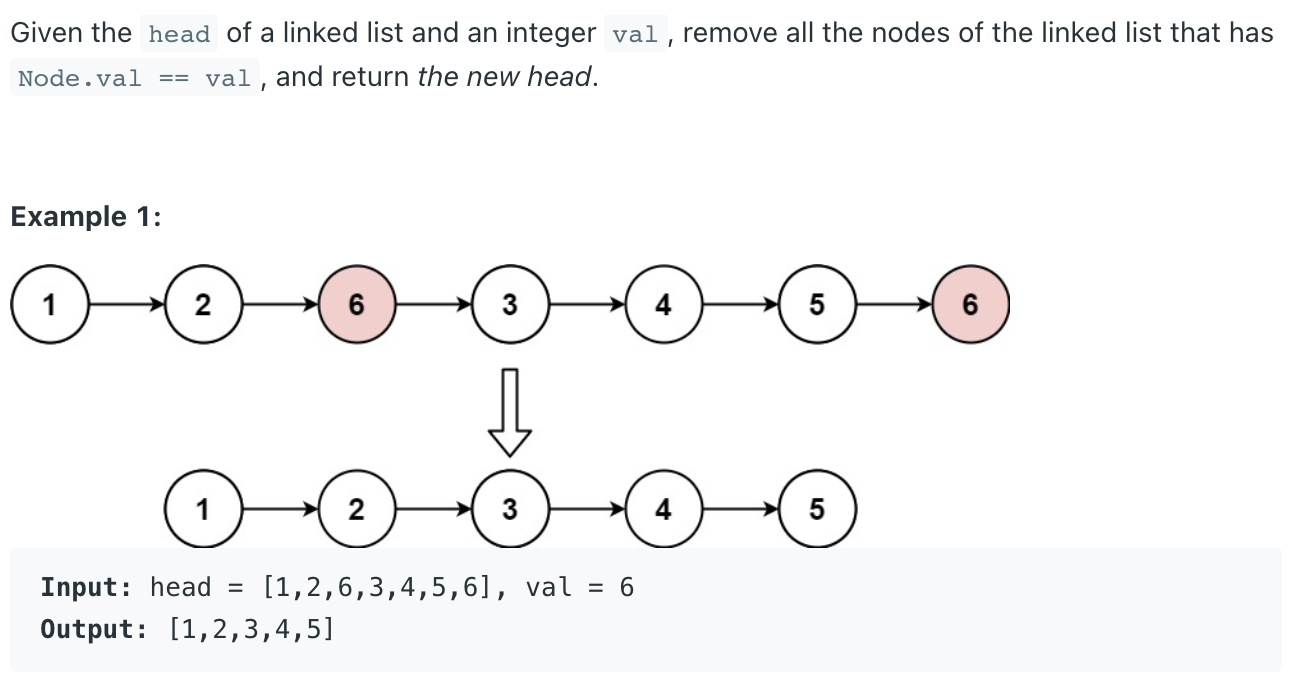 Given the head of a linked list and an integer val, remove all the nodes of the linked list that has
Node.val == val, and return the new head.
Example 1:
1 2 6 3 4 5 6
1 2 3 4 5
Input: head = [1,2,6,3,4,5,6], val = 6
Output: [1,2,3,4,5]